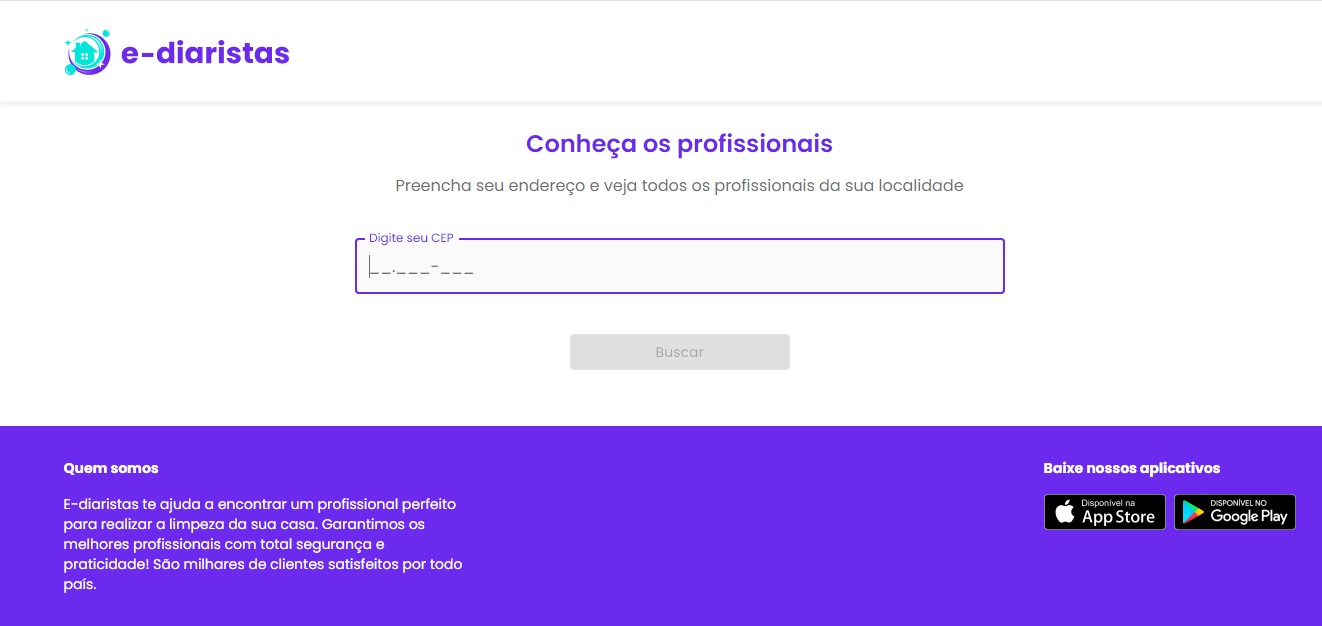 e-diaristas
Conheça os profissionais
Preencha seu endereço e veja todos os profissionais da sua localidade
Digite seu CEP
__.___-___
Buscar
Quem somos
E-diaristas te ajuda a encontrar um profissional perfeito
para realizar a limpeza da sua casa. Garantimos os
melhores profissionais com total segurança e
praticidade! São milhares de clientes satisfeitos por todo
país.
Baixe nossos aplicativos
Disponível na
App Store
DISPONÍVEL NO
Google Play